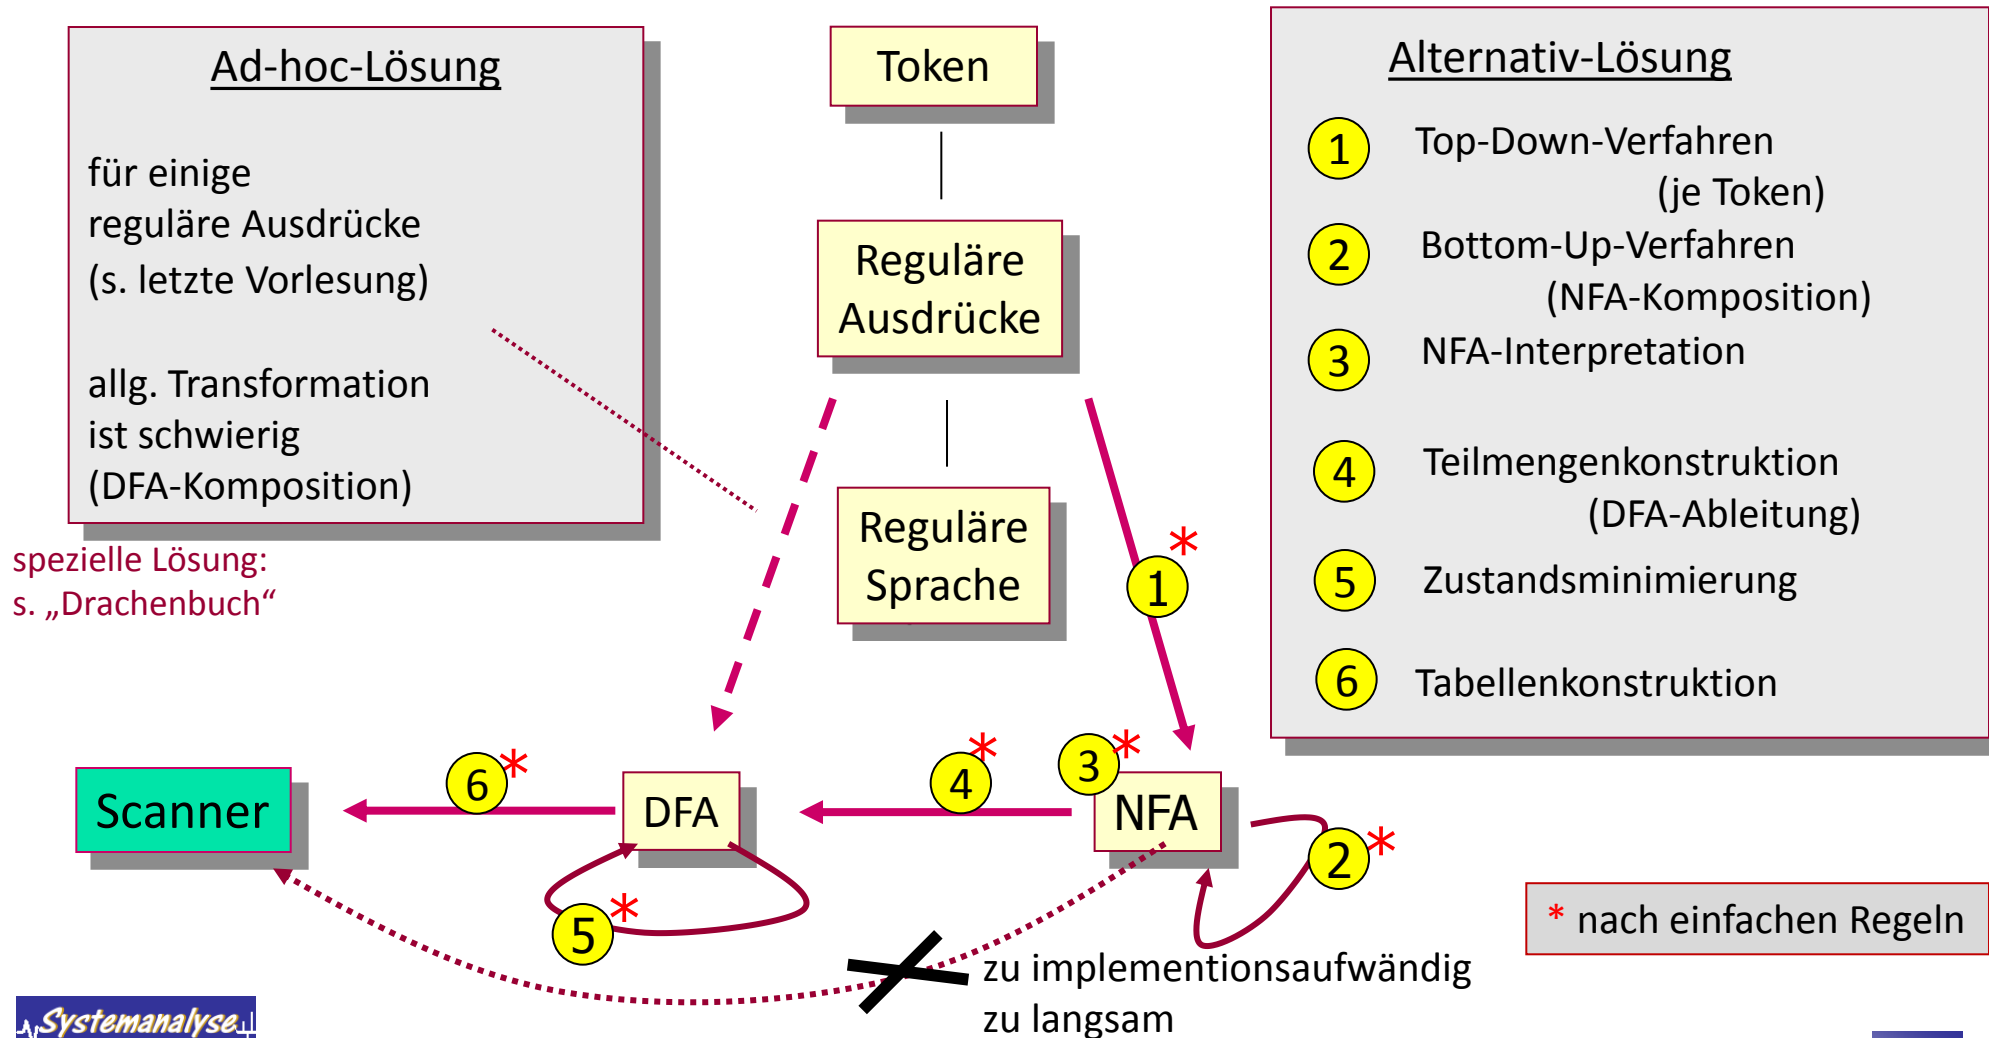 Ad-hoc-Lösung
für einige
reguläre Ausdrücke
(s. letzte Vorlesung)
allg. Transformation
ist schwierig
(DFA-Komposition)
spezielle Lösung:
s. „Drachenbuch“
Token
Reguläre
Ausdrücke
Reguläre
Sprache
Alternativ-Lösung
1 Top-Down-Verfahren
(je Token)
2 Bottom-Up-Verfahren
(NFA-Komposition)
3 NFA-Interpretation
4 Teilmengenkonstruktion
(DFA-Ableitung)
5 Zustandsminimierung
6 Tabellenkonstruktion
1 *
Scanner
6 *
DFA
4 *
3 *
NFA
2 *
5 *
* nach einfachen Regeln
zu implementionsaufwändig
zu langsam
Systemanalyse